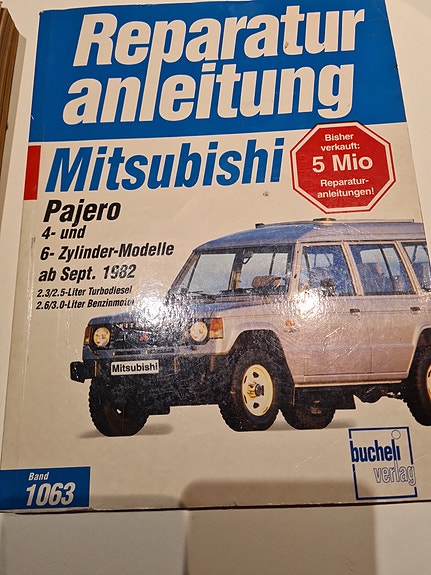 Reparatur
anleitung
Mitsubishi
Bisher
verkauft:
5 Mio
Reparatur-
anleitungen!
Pajero
4- und
6- Zylinder-Modelle
ab Sept. 1982
2.3/2.5-Liter Turbodiesel
2.6/3.0-Liter Benzinmotor
Mitsubishi
bucheli
verlag
Band
1063